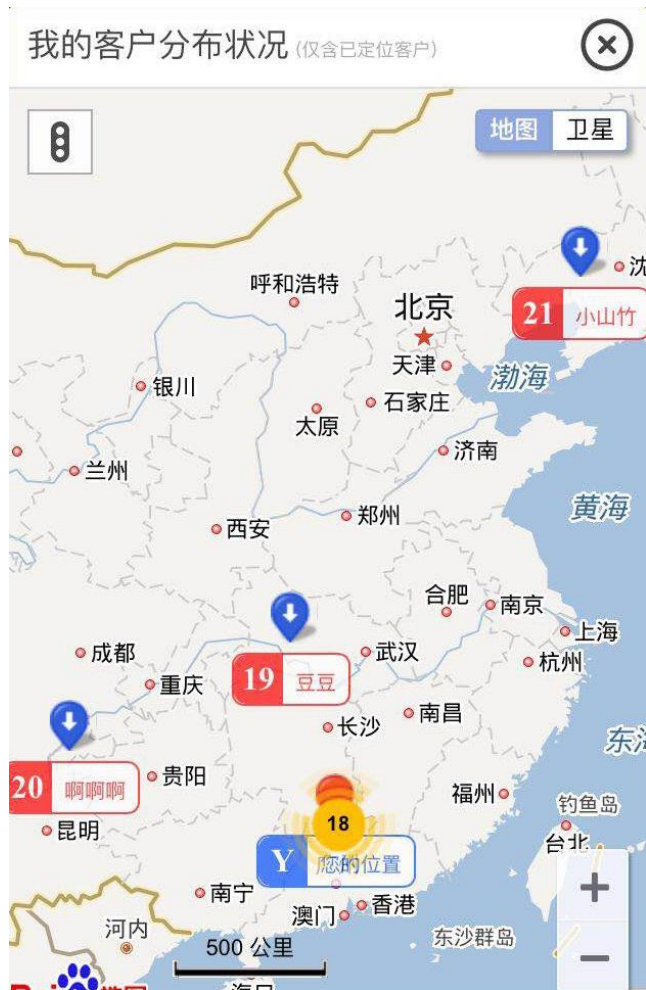 我的客户分布状况 (仅含已定位客户)
地图 卫星
沈
呼和浩特
北京
21 小山竹
天津
渤海
银川
石家庄
太原
济南
兰州
黄海
郑州
西安
合肥
南京
上海
武汉
成都
杭州
19 豆豆
重庆
南昌
长沙
东海
20 啊啊啊
贵阳
福州
钓鱼岛
18
昆明
台北
Y 您的位置
南宁
香港
澳门
河内
东沙群岛
500 公里
+
−
海口